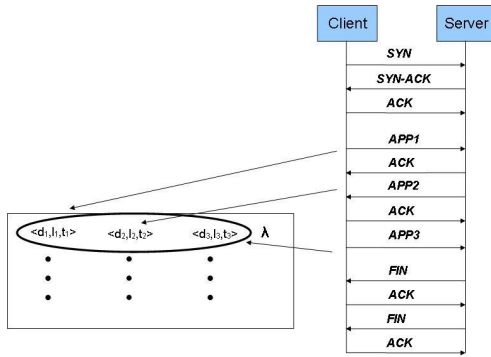 Client Server
SYN
SYN-ACK
ACK
APP1
ACK
APP2
ACK
APP3
FIN
ACK
FIN
ACK
<d₁,l₁,t₁> <d₂,l₂,t₂> <d₃,l₃,t₃> λ